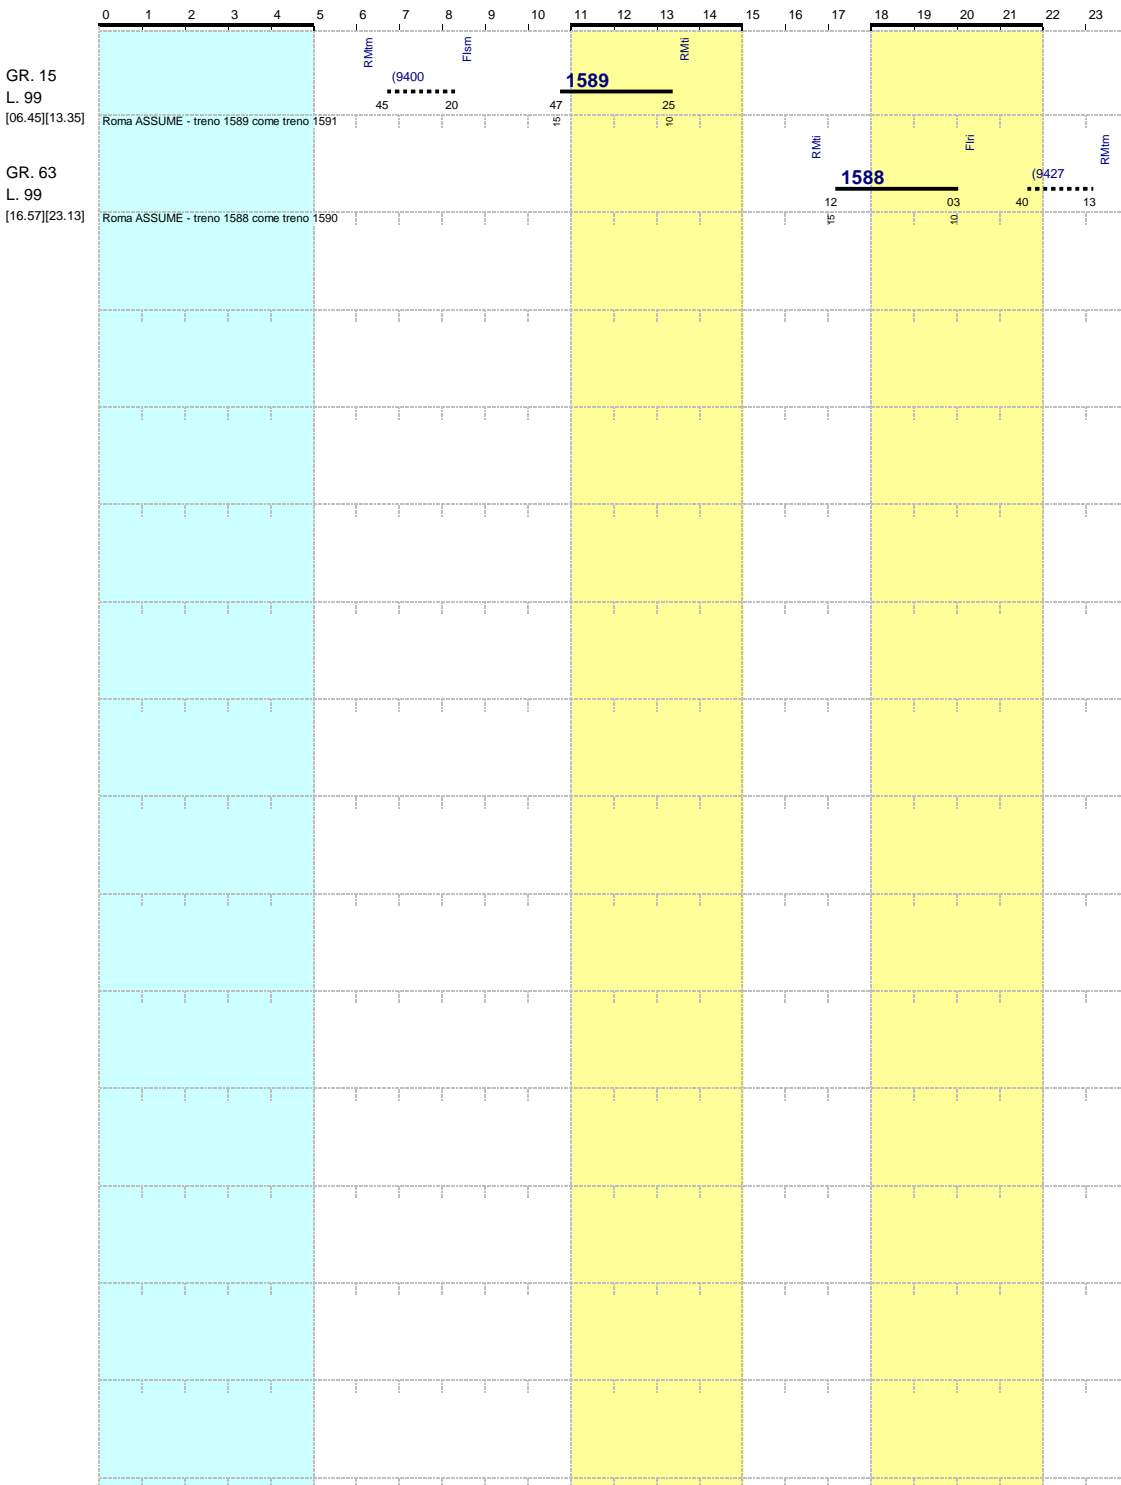 0 1 2 3 4 5 6 7 8 9 10 11 12 13 14 15 16 17 18 19 20 21 22 23
RMtm FIsm RMti
GR. 15 (9400 1589
L. 99 45 20 47 25
[06.45][13.35] Roma ASSUME - treno 1589 come treno 1591 15 10
RMti FIri RMtm
GR. 63 1588 (9427
L. 99 12 03 40 13
[16.57][23.13] Roma ASSUME - treno 1588 come treno 1590 15 10